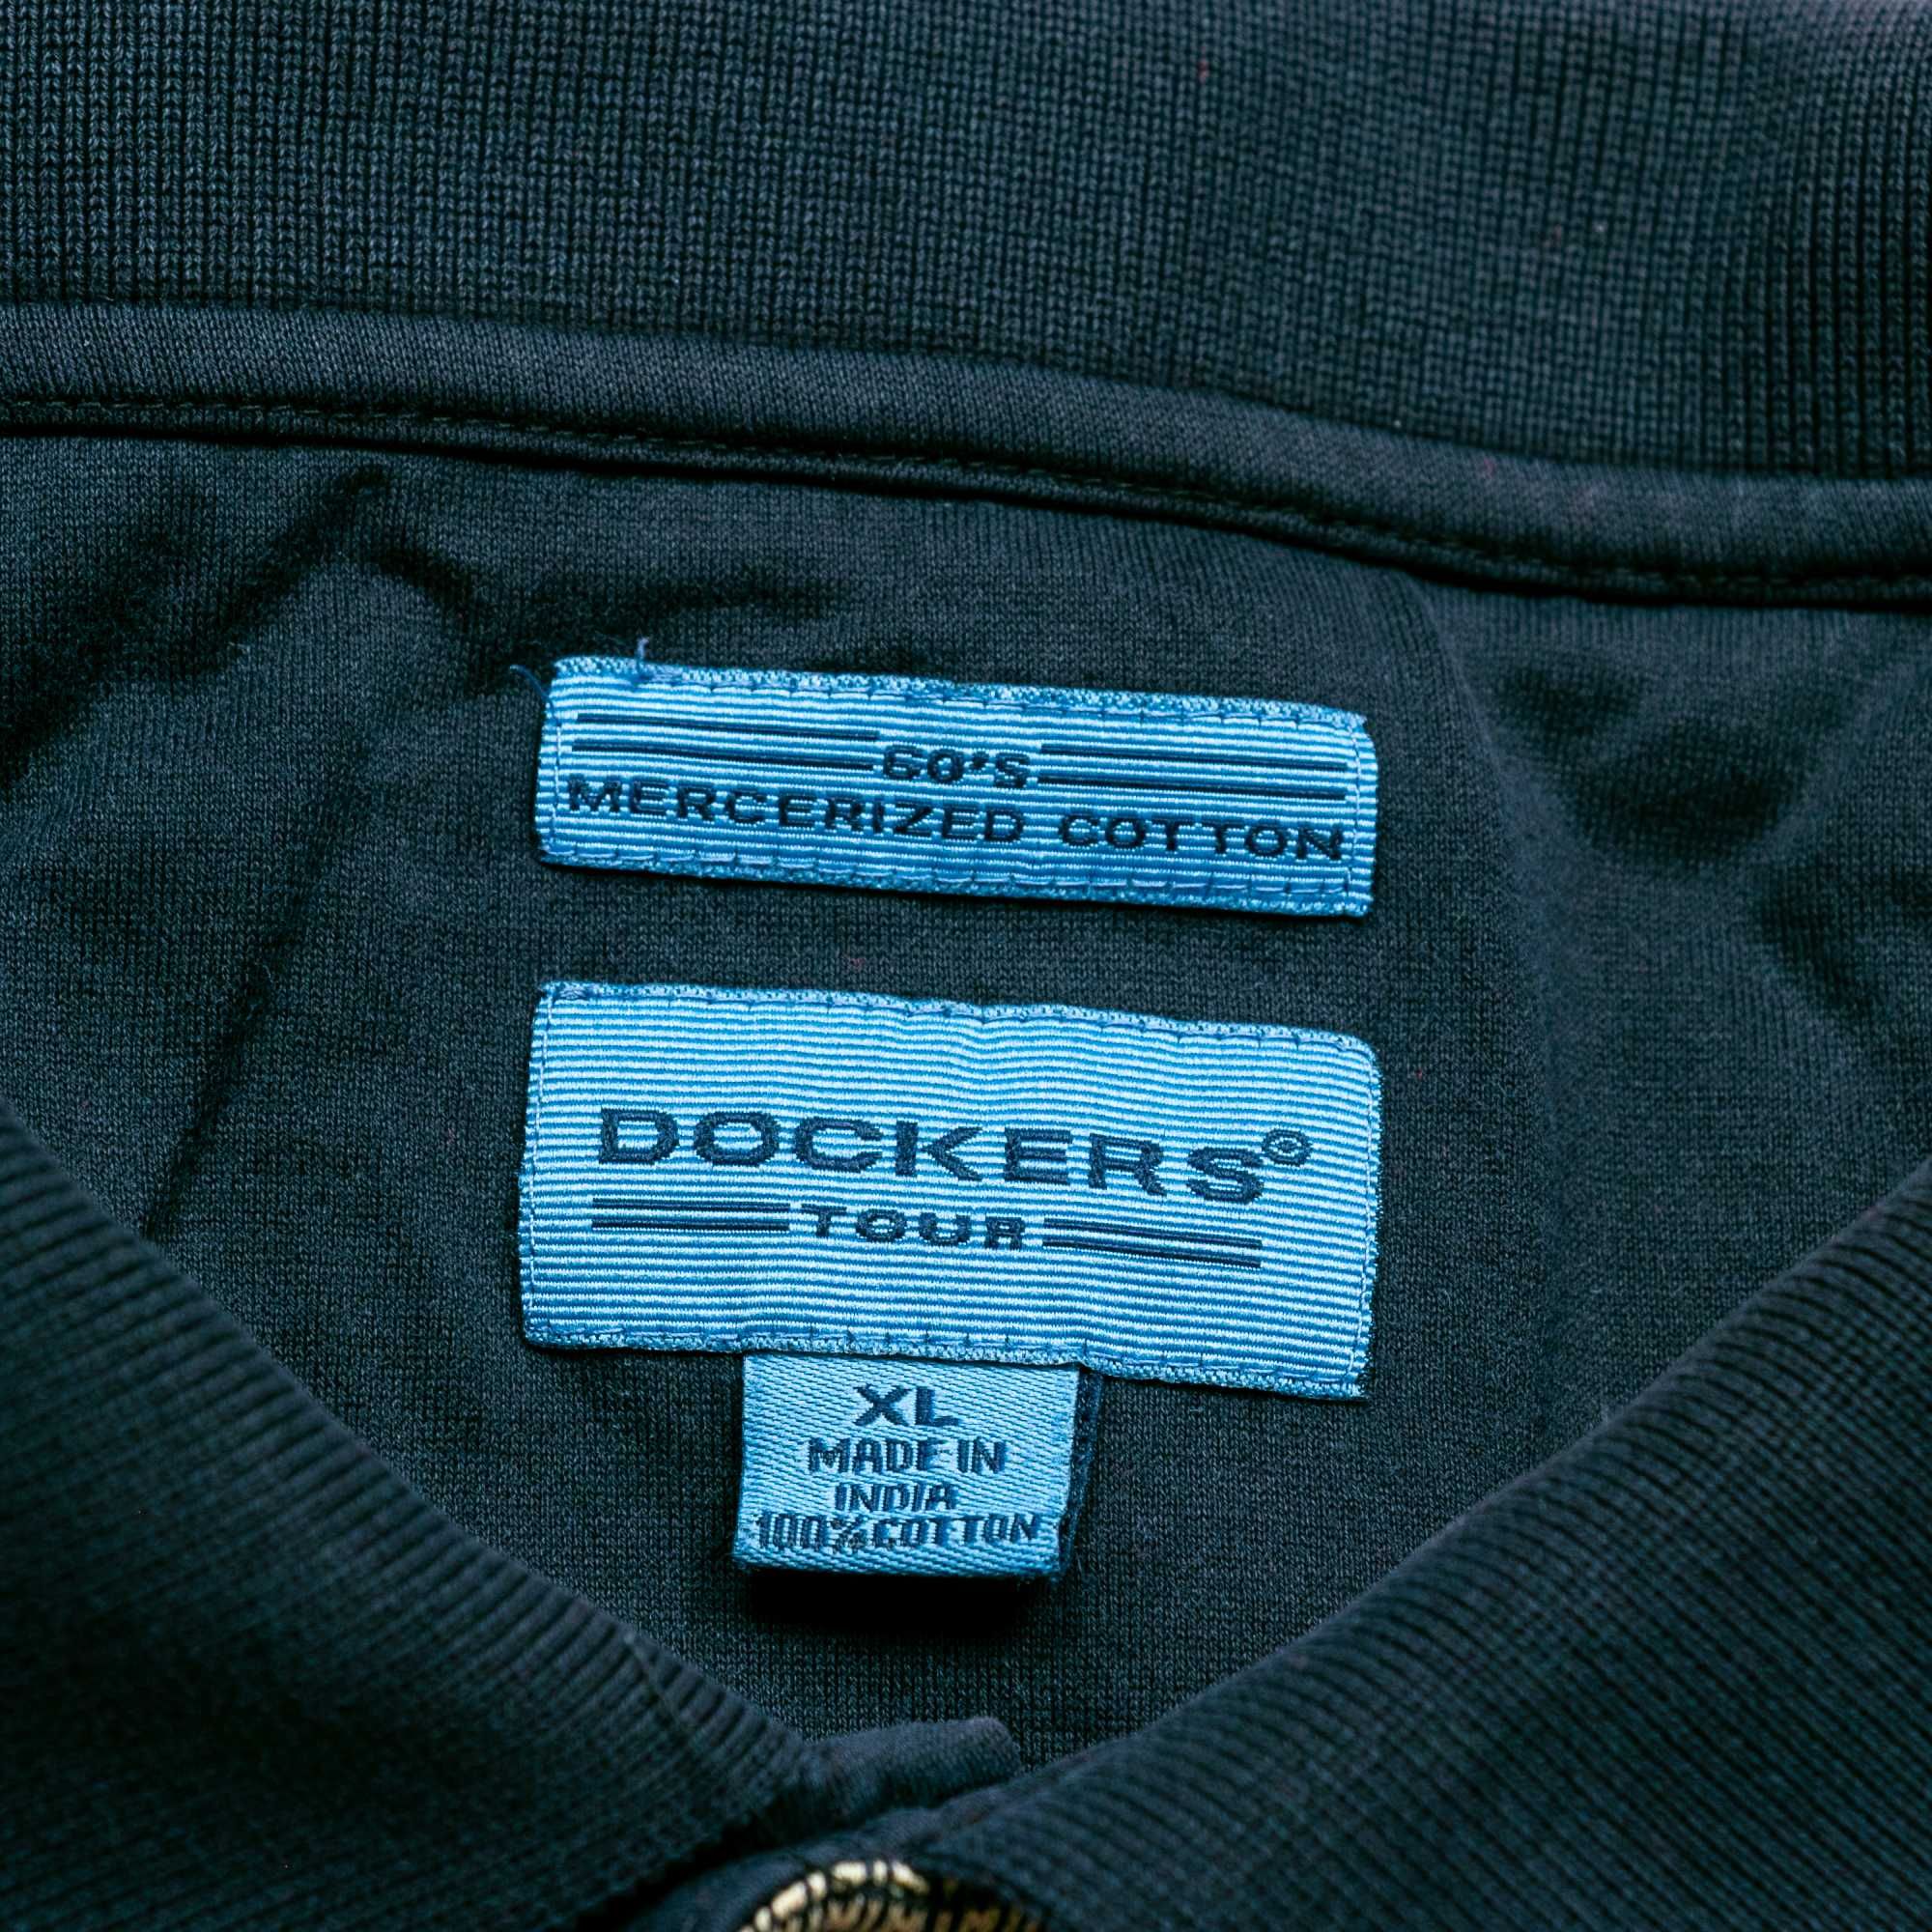 60'S
MERCERIZED COTTON
DOCKERS®
TOUR
XL
MADE IN
INDIA
100% COTTON